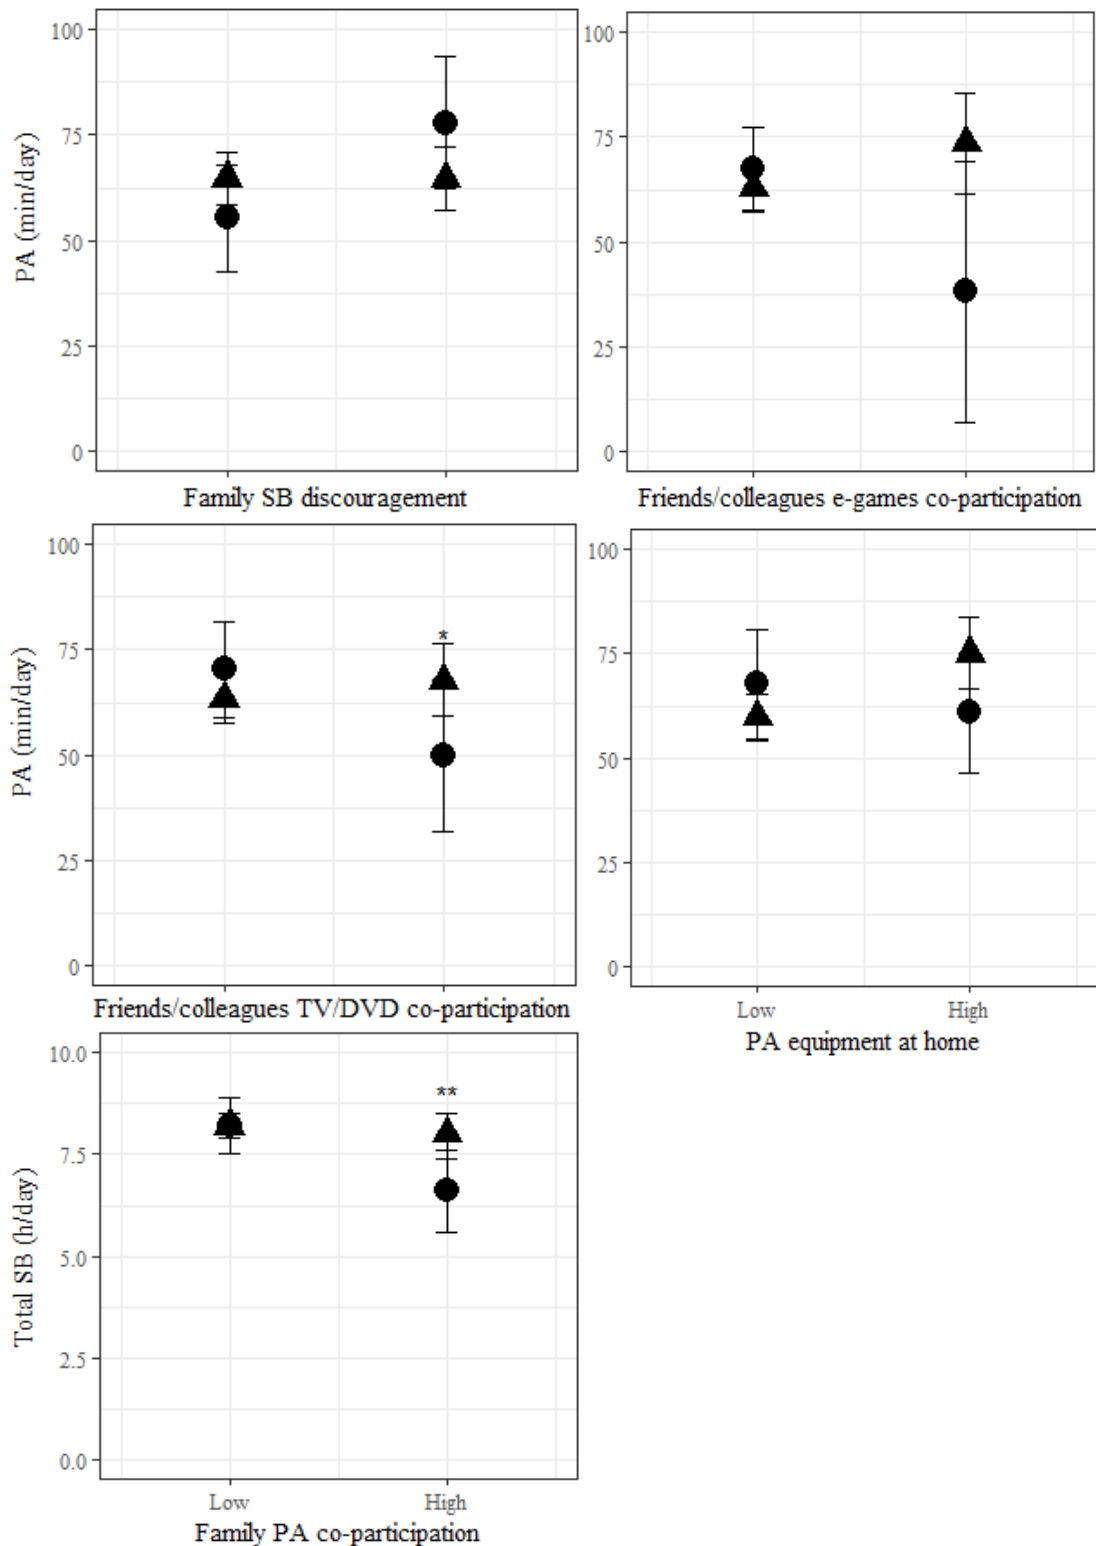 100
75
50
25
0
PA (min/day)
Family SB discouragement
100
75
50
25
0
Friends/colleagues e-games co-participation
100
75
50
25
0
PA (min/day)
*
Friends/colleagues TV/DVD co-participation
100
75
50
25
0
Low High
PA equipment at home
10.0
7.5
5.0
2.5
0.0
Total SB (h/day)
**
Low High
Family PA co-participation